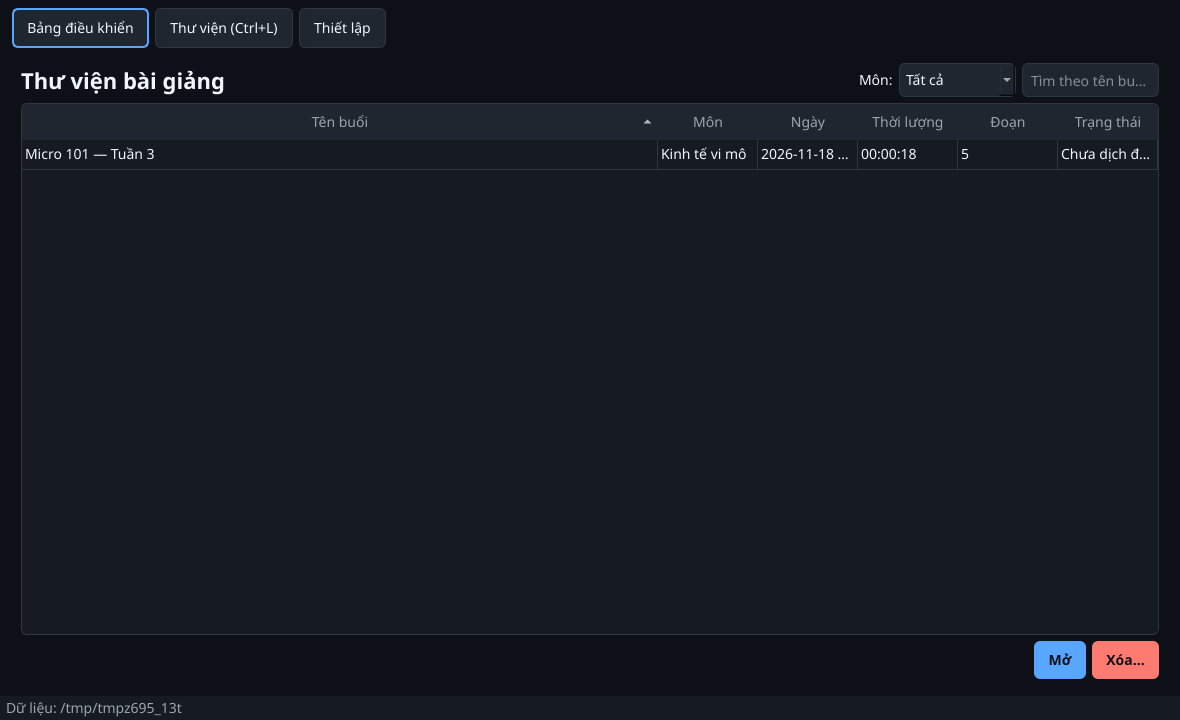 Bảng điều khiển Thư viện (Ctrl+L) Thiết lập
Thư viện bài giảng Môn: Tất cả Tìm theo tên bu...
Tên buổi Môn Ngày Thời lượng Đoạn Trạng thái
Micro 101 — Tuần 3 Kinh tế vi mô 2026-11-18 ... 00:00:18 5 Chưa dịch đ...
Mở Xóa...
Dữ liệu: /tmp/tmpz695_13t